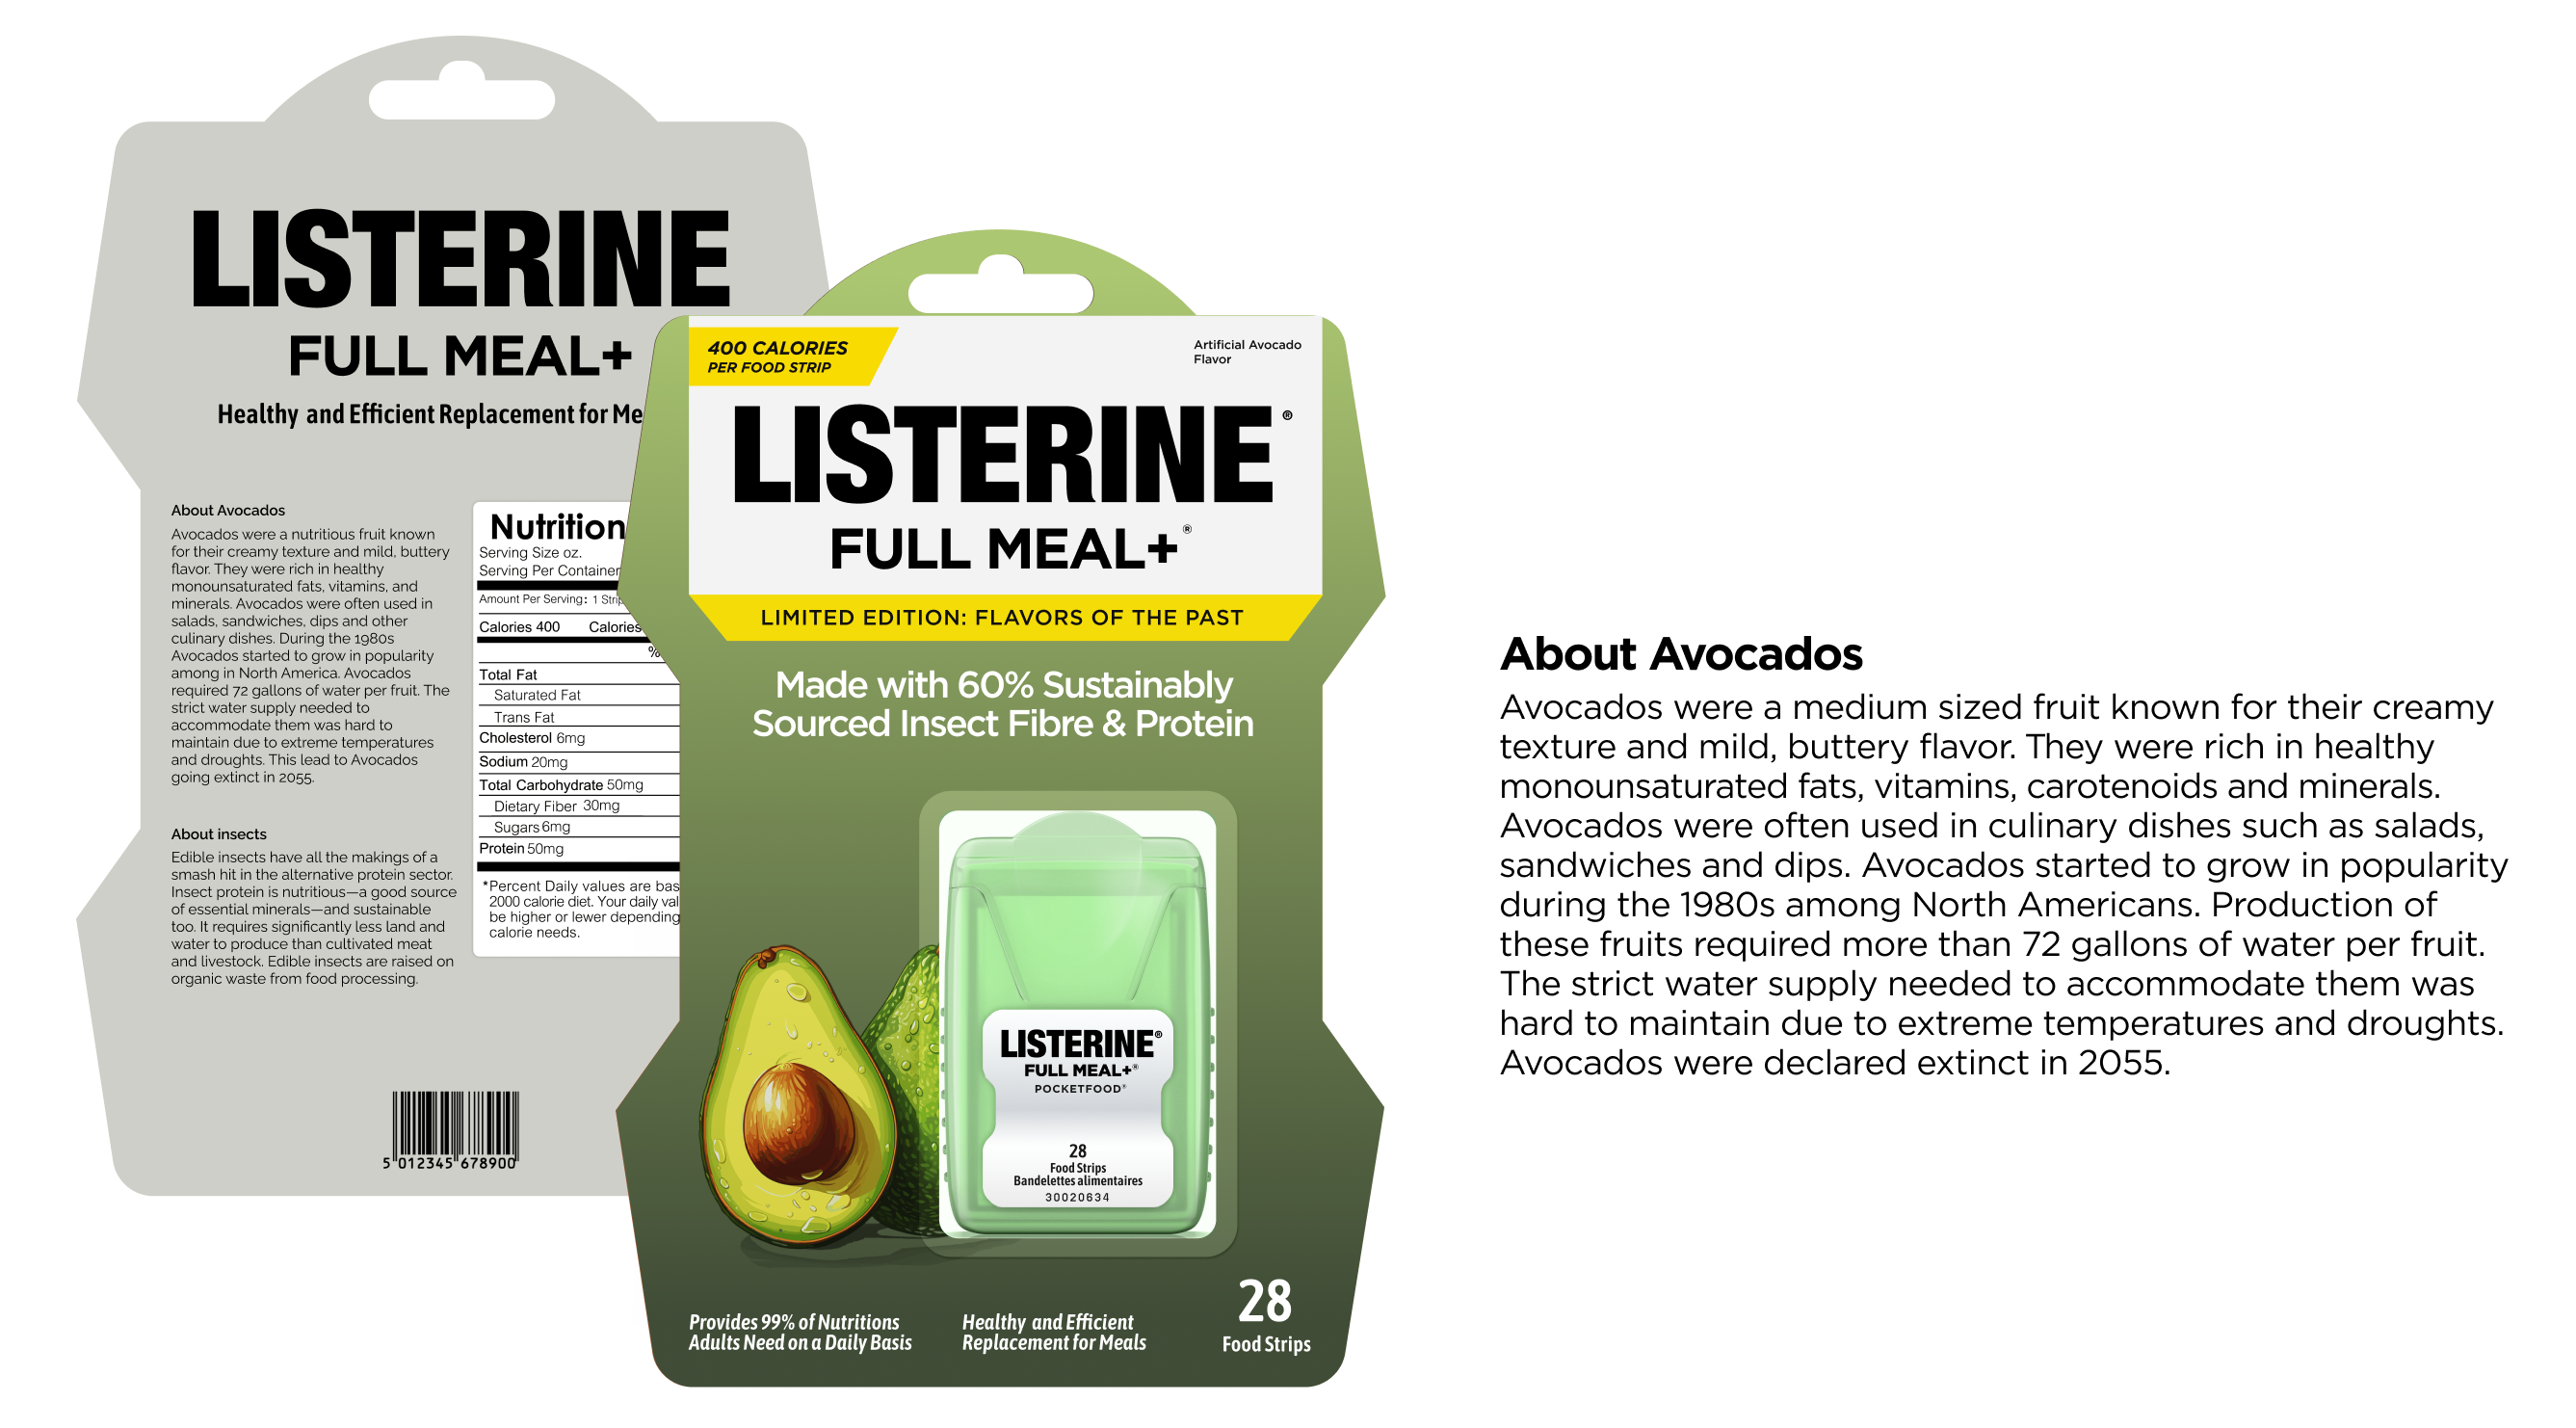 LISTERINE
FULL MEAL+
Healthy and Efficient Replacement for Me
About Avocados
Avocados were a nutritious fruit known
for their creamy texture and mild, buttery
flavor. They were rich in healthy
monounsaturated fats, vitamins, and
minerals. Avocados were often used in
salads, sandwiches, dips and other
culinary dishes. During the 1980s
Avocados started to grow in popularity
among in North America. Avocados
required 72 gallons of water per fruit. The
strict water supply needed to
accommodate them was hard to
maintain due to extreme temperatures
and droughts. This lead to Avocados
going extinct in 2055.
About insects
Edible insects have all the makings of a
smash hit in the alternative protein sector.
Insect protein is nutritious—a good source
of essential minerals—and sustainable
too. It requires significantly less land and
water to produce than cultivated meat
and livestock. Edible insects are raised on
organic waste from food processing.
Nutrition
Serving Size oz.
Serving Per Container
Amount Per Serving: 1 Strip
Calories 400 Calories
%
Total Fat
Saturated Fat
Trans Fat
Cholesterol 6mg
Sodium 20mg
Total Carbohydrate 50mg
Dietary Fiber 30mg
Sugars 6mg
Protein 50mg
*Percent Daily values are bas
2000 calorie diet. Your daily val
be higher or lewer depending
calorie needs.
5 012345 678900
400 CALORIES
PER FOOD STRIP
Artificial Avocado
Flavor
LISTERINE®
FULL MEAL+®
LIMITED EDITION: FLAVORS OF THE PAST
Made with 60% Sustainably
Sourced Insect Fibre & Protein
LISTERINE®
FULL MEAL+®
POCKETFOOD®
28
Food Strips
Bandelettes alimentaires
30020634
Provides 99% of Nutritions
Adults Need on a Daily Basis
Healthy and Efficient
Replacement for Meals
28
Food Strips
About Avocados
Avocados were a medium sized fruit known for their creamy
texture and mild, buttery flavor. They were rich in healthy
monounsaturated fats, vitamins, carotenoids and minerals.
Avocados were often used in culinary dishes such as salads,
sandwiches and dips. Avocados started to grow in popularity
during the 1980s among North Americans. Production of
these fruits required more than 72 gallons of water per fruit.
The strict water supply needed to accommodate them was
hard to maintain due to extreme temperatures and droughts.
Avocados were declared extinct in 2055.